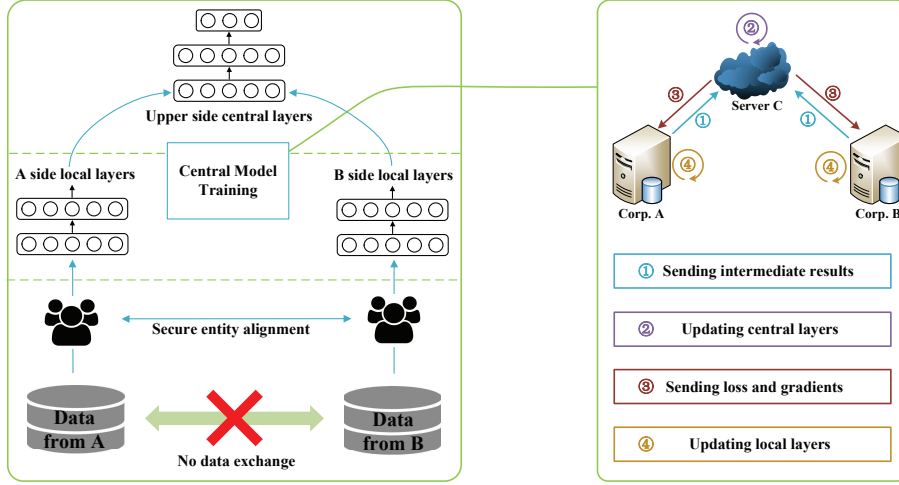 Upper side central layers
A side local layers
Central Model
Training
B side local layers
Secure entity alignment
Data
from A
Data
from B
No data exchange
②
Server C
③
①
③
①
④
④
Corp. A
Corp. B
① Sending intermediate results
② Updating central layers
③ Sending loss and gradients
④ Updating local layers